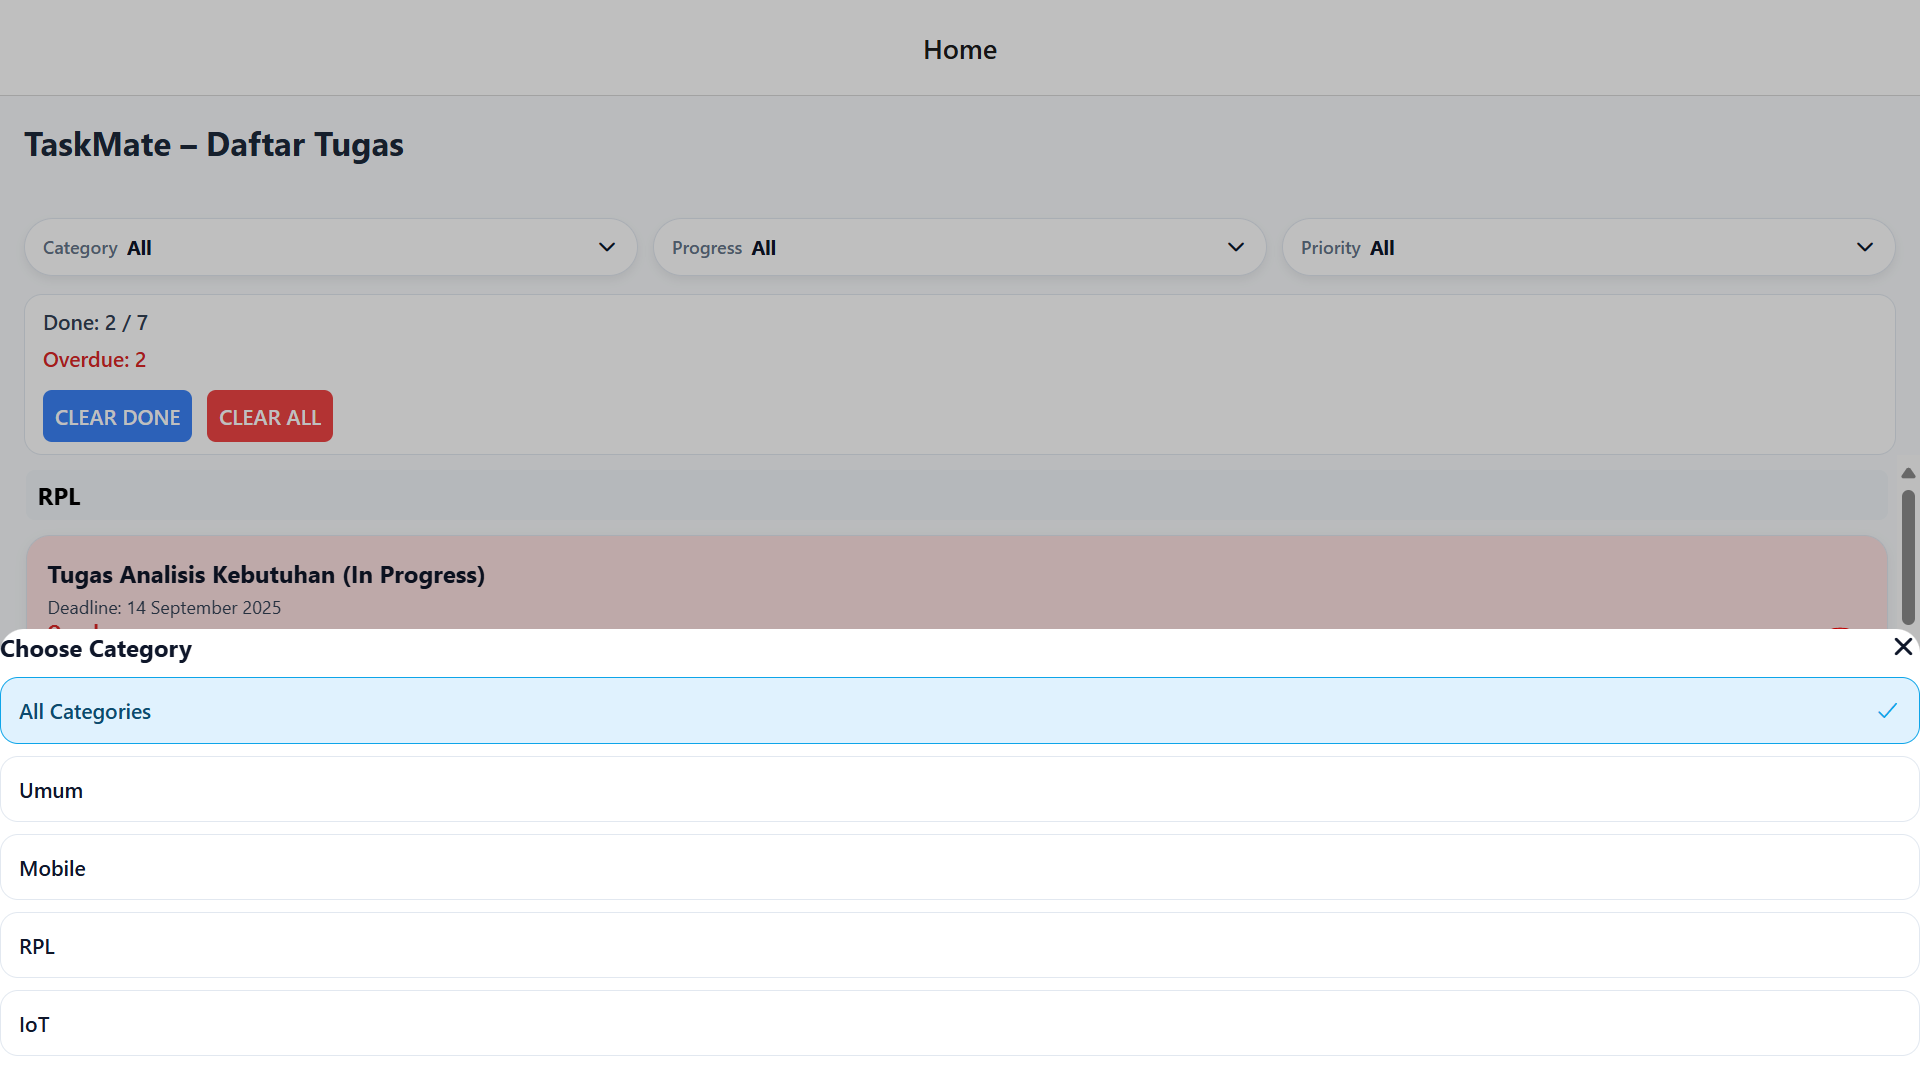 Home
TaskMate – Daftar Tugas
Category All
Progress All
Priority All
Done: 2 / 7
Overdue: 2
CLEAR DONE
CLEAR ALL
RPL
Tugas Analisis Kebutuhan (In Progress)
Deadline: 14 September 2025
Choose Category
All Categories
Umum
Mobile
RPL
IoT